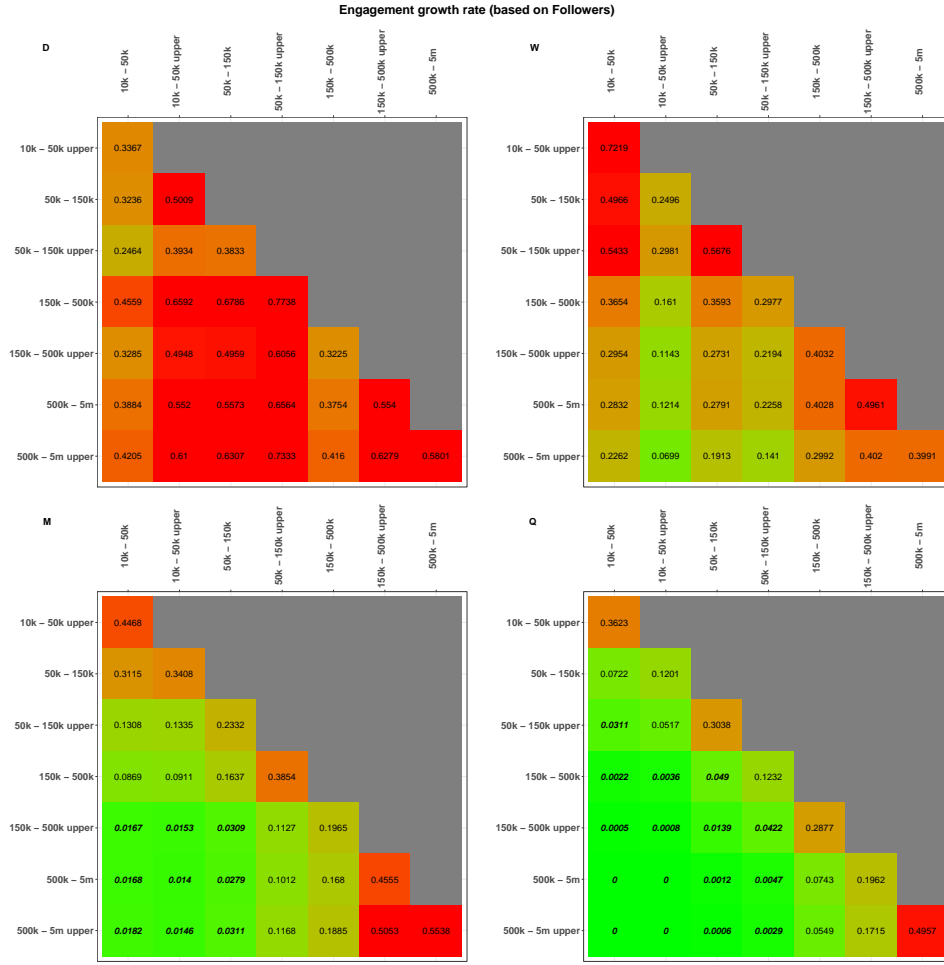 Engagement growth rate (based on Followers)
D
10k − 50k
10k − 50k upper
50k − 150k
50k − 150k upper
150k − 500k
150k − 500k upper
500k − 5m
10k − 50k upper 0.3367
50k − 150k 0.3236 0.5009
50k − 150k upper 0.2464 0.3934 0.3833
150k − 500k 0.4559 0.6592 0.6786 0.7738
150k − 500k upper 0.3285 0.4948 0.4959 0.6056 0.3225
500k − 5m 0.3884 0.552 0.5573 0.6564 0.3754 0.554
500k − 5m upper 0.4205 0.61 0.6307 0.7333 0.416 0.6279 0.5801
W
10k − 50k
10k − 50k upper
50k − 150k
50k − 150k upper
150k − 500k
150k − 500k upper
500k − 5m
10k − 50k upper 0.7219
50k − 150k 0.4966 0.2496
50k − 150k upper 0.5433 0.2981 0.5676
150k − 500k 0.3654 0.161 0.3593 0.2977
150k − 500k upper 0.2954 0.1143 0.2731 0.2194 0.4032
500k − 5m 0.2832 0.1214 0.2791 0.2258 0.4028 0.4961
500k − 5m upper 0.2262 0.0699 0.1913 0.141 0.2992 0.402 0.3991
M
10k − 50k
10k − 50k upper
50k − 150k
50k − 150k upper
150k − 500k
150k − 500k upper
500k − 5m
10k − 50k upper 0.4468
50k − 150k 0.3115 0.3408
50k − 150k upper 0.1308 0.1335 0.2332
150k − 500k 0.0869 0.0911 0.1637 0.3854
150k − 500k upper 0.0167 0.0153 0.0309 0.1127 0.1965
500k − 5m 0.0168 0.014 0.0279 0.1012 0.168 0.4555
500k − 5m upper 0.0182 0.0146 0.0311 0.1168 0.1885 0.5053 0.5538
Q
10k − 50k
10k − 50k upper
50k − 150k
50k − 150k upper
150k − 500k
150k − 500k upper
500k − 5m
10k − 50k upper 0.3623
50k − 150k 0.0722 0.1201
50k − 150k upper 0.0311 0.0517 0.3038
150k − 500k 0.0022 0.0036 0.049 0.1232
150k − 500k upper 0.0005 0.0008 0.0139 0.0422 0.2877
500k − 5m 0 0 0.0012 0.0047 0.0743 0.1962
500k − 5m upper 0 0 0.0006 0.0029 0.0549 0.1715 0.4957